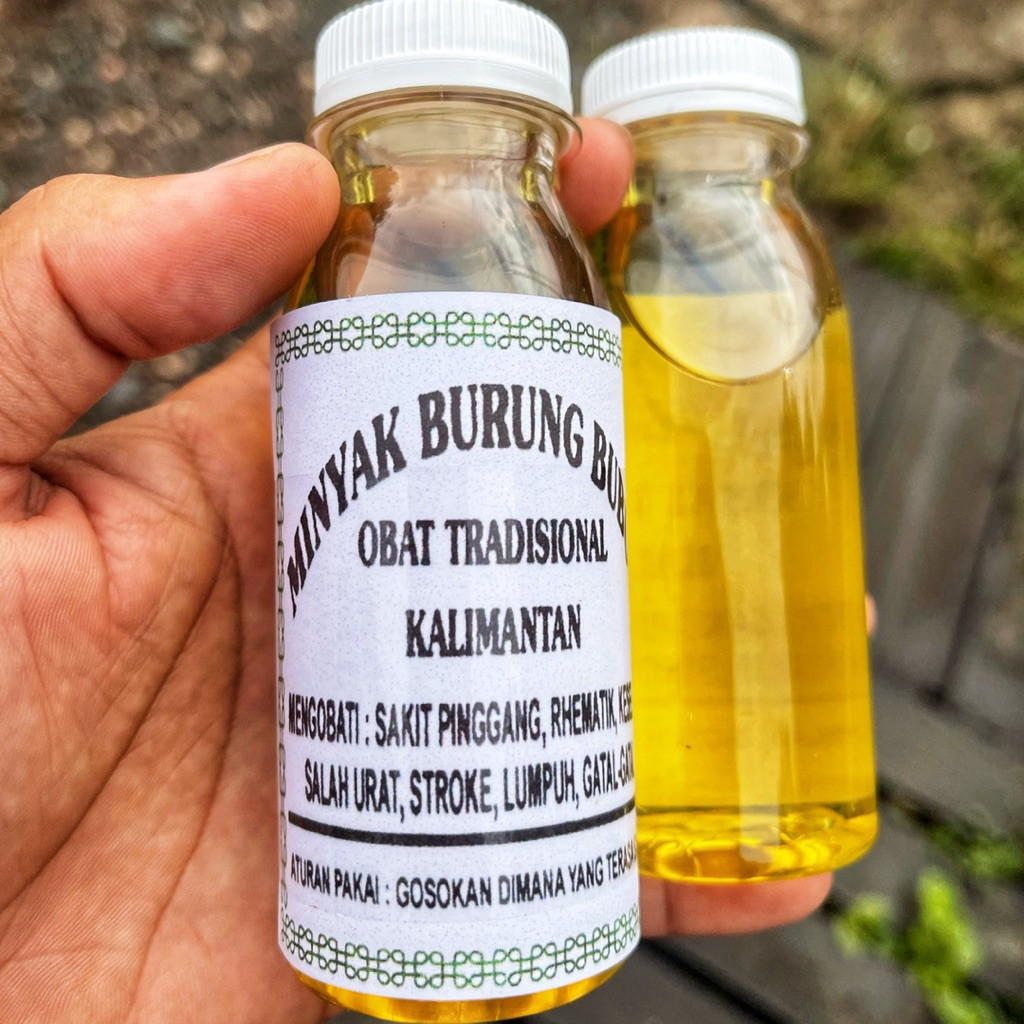 MINYAK BURUNG
OBAT TRADISIONAL
KALIMANTAN
MENGOBATI : SAKIT PINGGANG, RHEMATIK,
SALAH URAT, STROKE, LUMPUH,
ATURAN PAKAI : GOSOKAN DIMANA YANG